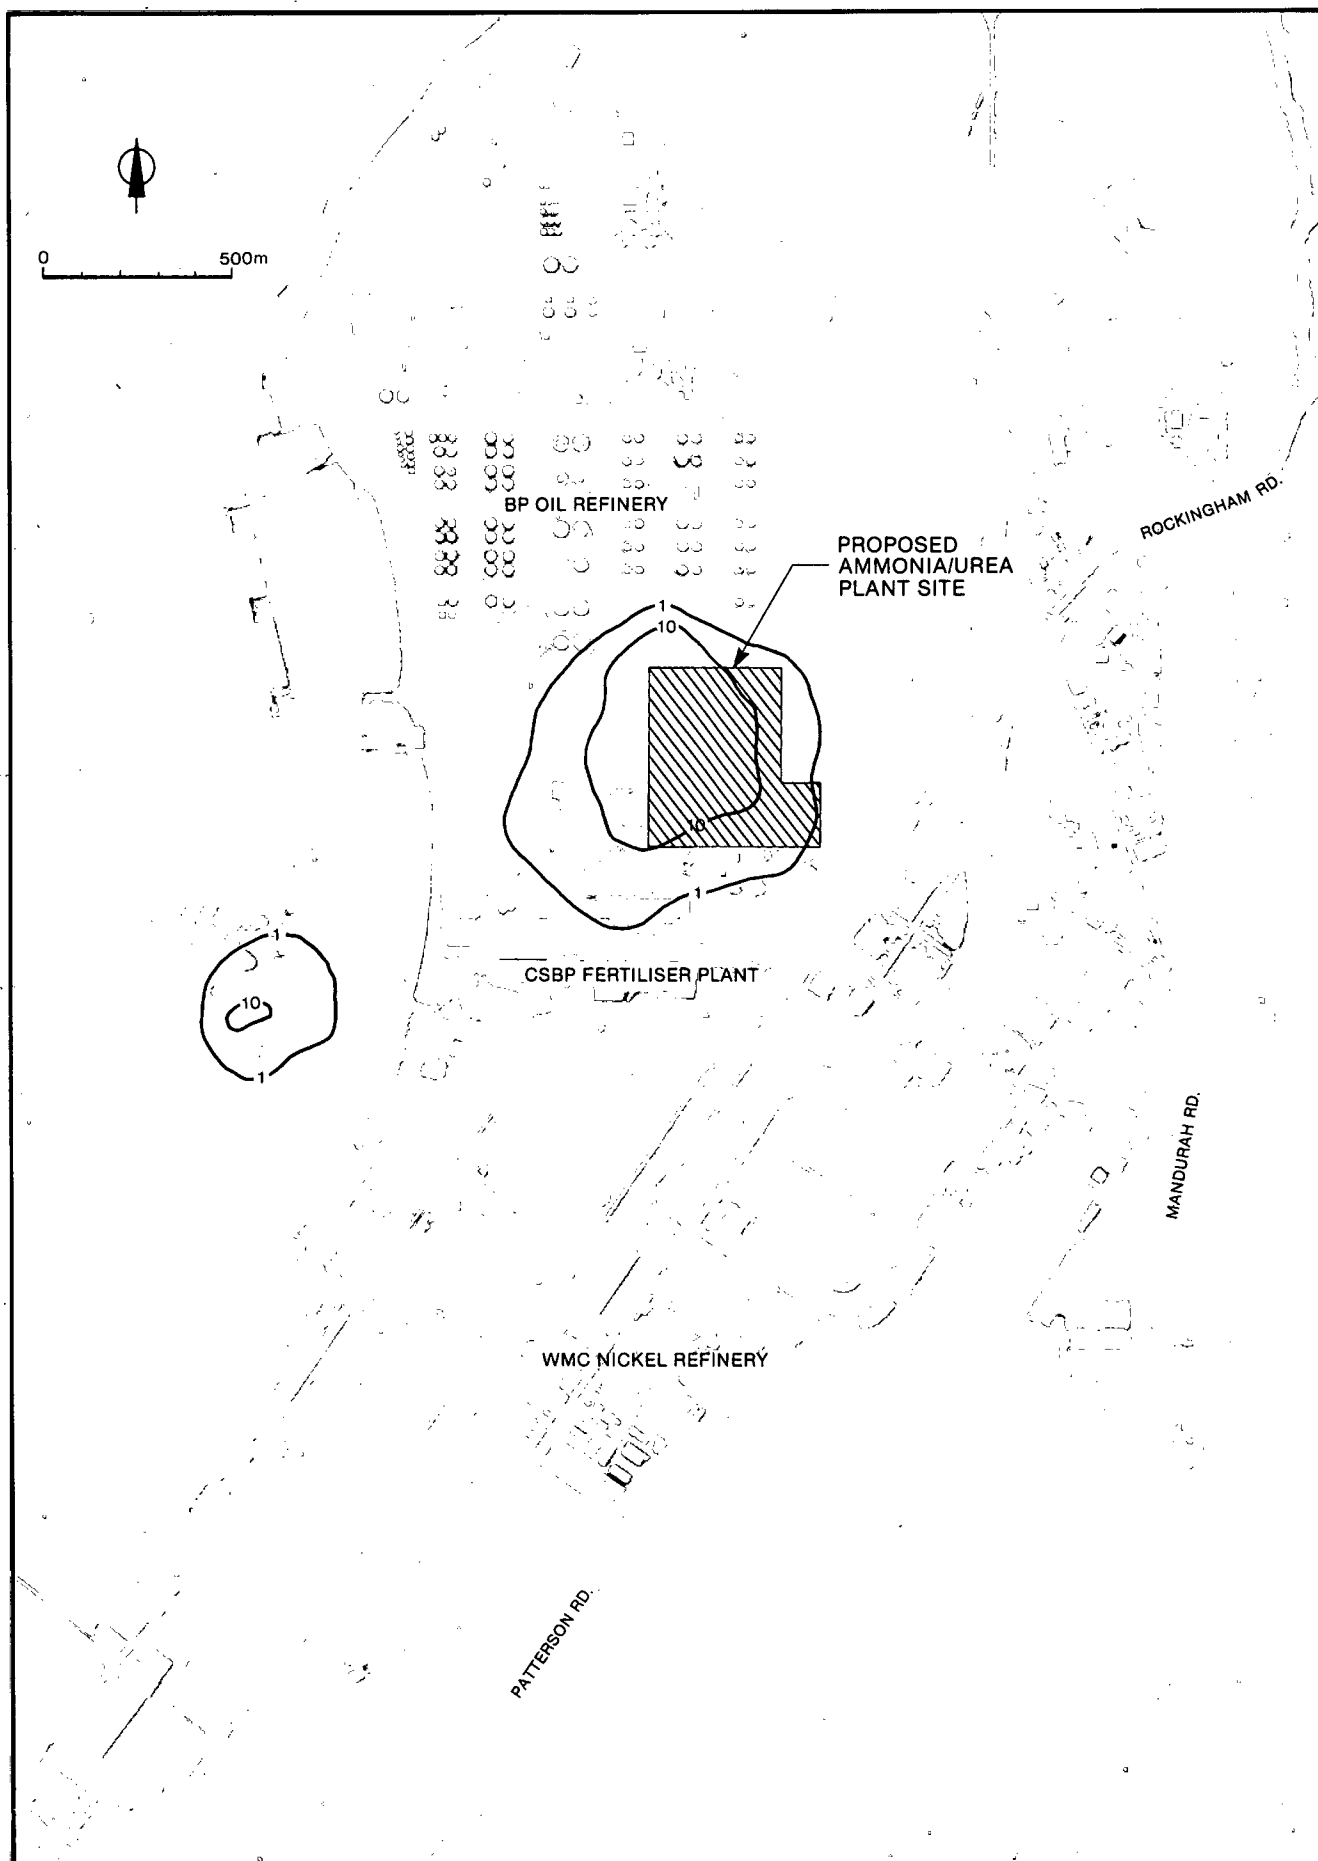 0 500m
BP OIL REFINERY
ROCKINGHAM RD.
PROPOSED
AMMONIA/UREA
PLANT SITE
1
10
10
1
1
CSBP FERTILISER PLANT
10
1
MANDURAH RD.
WMC NICKEL REFINERY
PATTERSON RD.